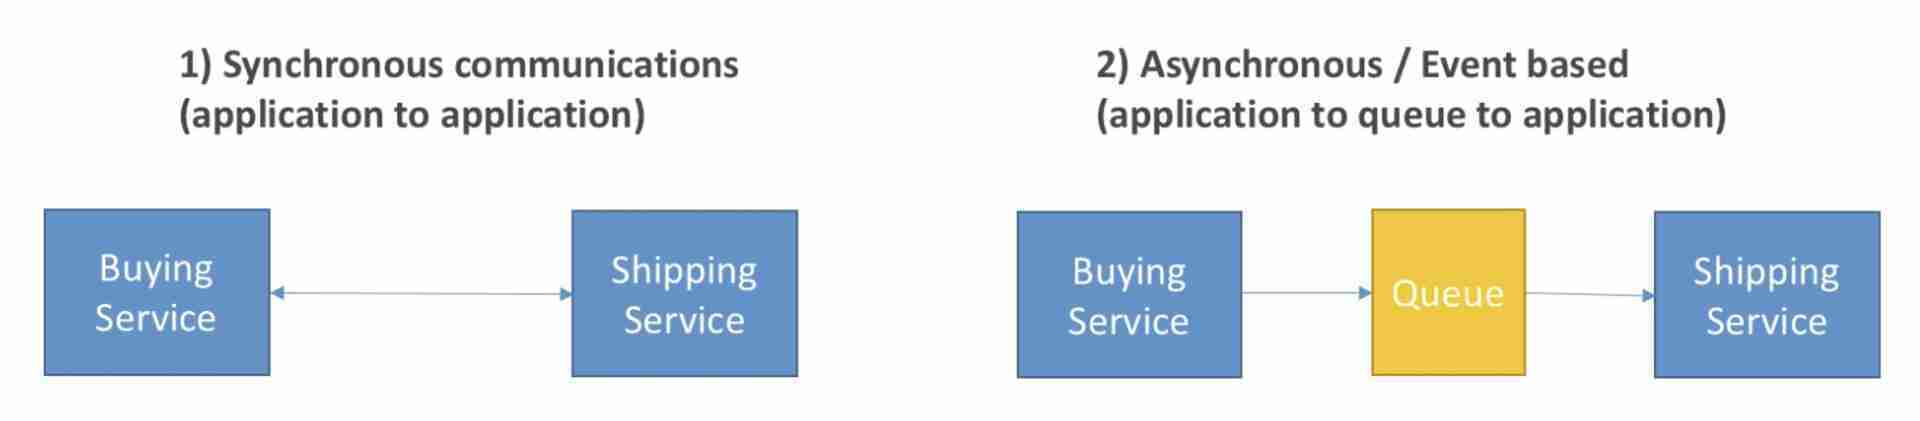 1) Synchronous communications
(application to application)
2) Asynchronous / Event based
(application to queue to application)
Buying
Service
Shipping
Service
Buying
Service
Queue
Shipping
Service